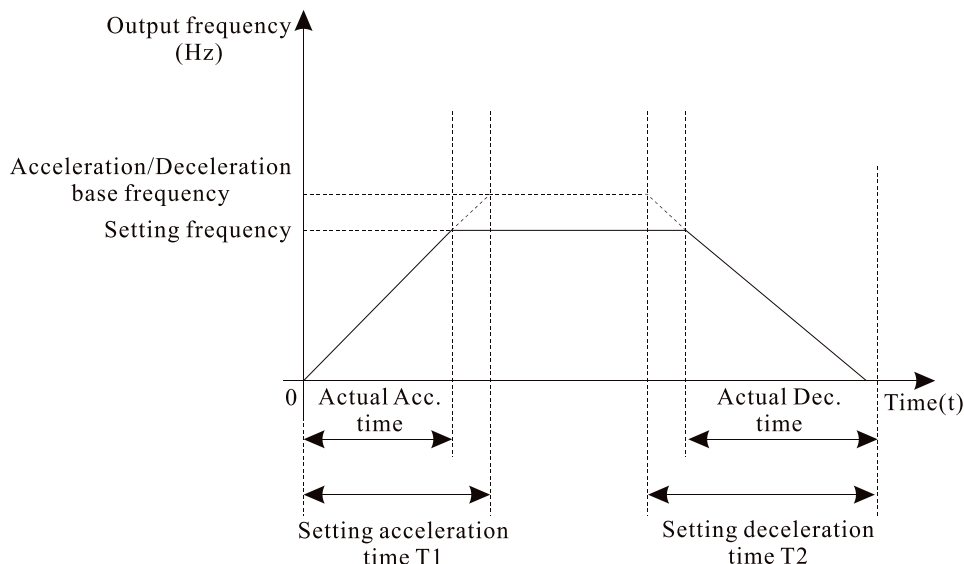 Output frequency
(Hz)
Acceleration/Deceleration
base frequency
Setting frequency
0
Actual Acc.
time
Actual Dec.
time
Time(t)
Setting acceleration
time T1
Setting deceleration
time T2